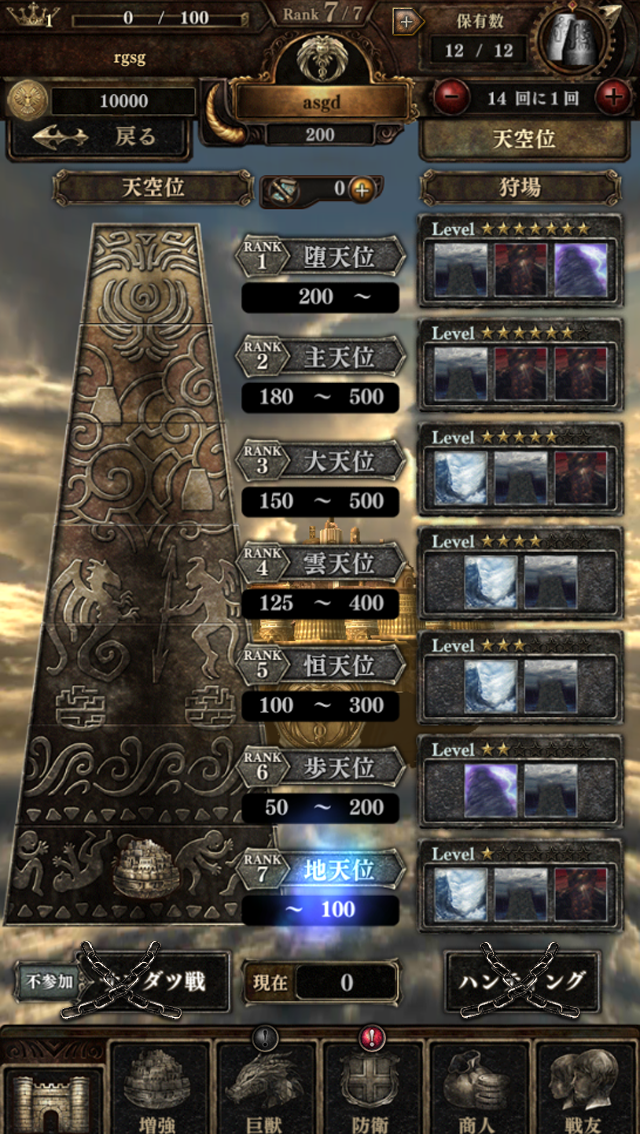 1
0 / 100
Rank 7/7
保有数
12 / 12
rgsg
10000
asgd
14 回に1回
戻る
200
天空位
天空位
0
狩場
RANK 1 堕天位
200 ～
Level
RANK 2 主天位
180 ～ 500
Level
RANK 3 大天位
150 ～ 500
Level
RANK 4 雲天位
125 ～ 400
Level
RANK 5 恒天位
100 ～ 300
Level
RANK 6 歩天位
50 ～ 200
Level
RANK 7 地天位
～ 100
Level
不参加
ダツ戦
現在 0
ハンティング
増強
巨獣
防衛
商人
戦友